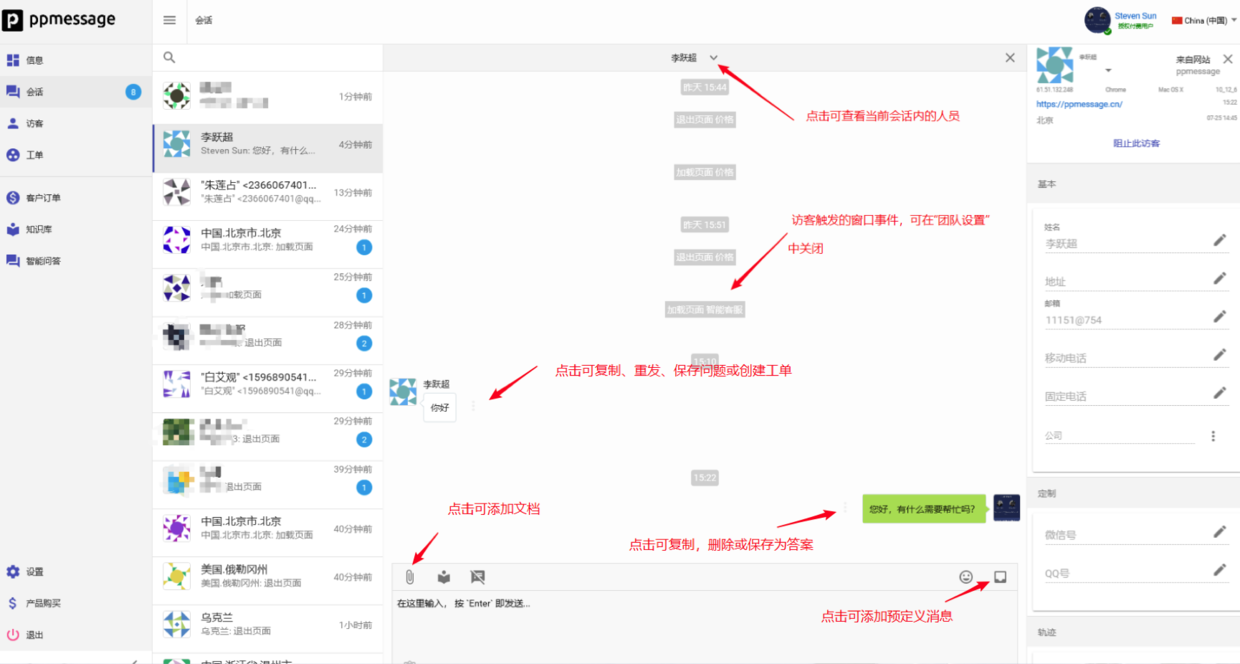 ppmessage
会话
Steven Sun
授权付费用户
China (中国)
信息
会话
8
访客
工单
客户订单
知识库
智能问答
设置
产品购买
退出
1分钟前
李跃超
Steven Sun: 您好，有什么...
4分钟前
"朱莲占" <2366067401...
"朱莲占" <2366067401@qq...
13分钟前
中国.北京市.北京
中国.北京市.北京: 加载页面
24分钟前
1
加载页面
25分钟前
1
退出页面
28分钟前
2
"白艾观" <1596890541...
"白艾观" <1596890541@qq...
29分钟前
1
3: 退出页面
29分钟前
2
退出页面
39分钟前
1
中国.北京市.北京
中国.北京市.北京: 加载页面
40分钟前
美国.俄勒冈州
美国.俄勒冈州: 退出页面
40分钟前
乌克兰
乌克兰: 退出页面
1小时前
李跃超
昨天 15:44
点击可查看当前会话内的人员
退出页面 价格
加载页面 价格
昨天 15:51
访客触发的窗口事件，可在"团队设置"
中关闭
退出页面 价格
加载页面 智能客服
15:10
点击可复制、重发、保存问题或创建工单
李跃超
你好
15:22
您好，有什么需要帮忙吗?
点击可添加文档
点击可复制，删除或保存为答案
在这里输入， 按 `Enter` 即发送...
点击可添加预定义消息
李跃超
来自网站
ppmessage
61.51.132.248
Chrome
Mac OS X
10_12_6
https://ppmessage.cn/
15:22
北京
07-25 14:45
阻止此访客
基本
姓名
李跃超
地址
邮箱
11151@754
移动电话
固定电话
公司
定制
微信号
QQ号
轨迹